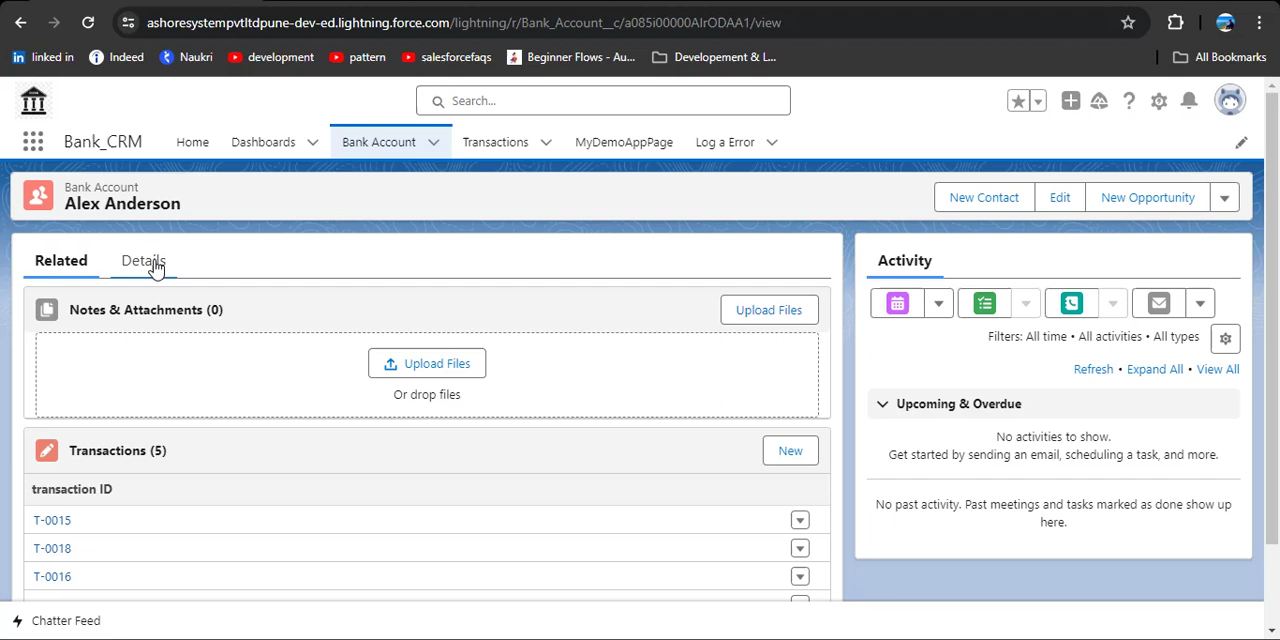 ashoresystempvtltdpune-dev-ed.lightning.force.com/lightning/r/Bank_Account__c/a085i00000AlrODAA1/view
linked in Indeed Naukri development pattern salesforcefaqs Beginner Flows - Au... Developement & L... All Bookmarks
Search...
Bank_CRM Home Dashboards Bank Account Transactions MyDemoAppPage Log a Error
Bank Account
Alex Anderson
New Contact Edit New Opportunity
Related Details
Notes & Attachments (0) Upload Files
Upload Files
Or drop files
Transactions (5) New
transaction ID
T-0015
T-0018
T-0016
Activity
Filters: All time • All activities • All types
Refresh • Expand All • View All
Upcoming & Overdue
No activities to show.
Get started by sending an email, scheduling a task, and more.
No past activity. Past meetings and tasks marked as done show up
here.
Chatter Feed